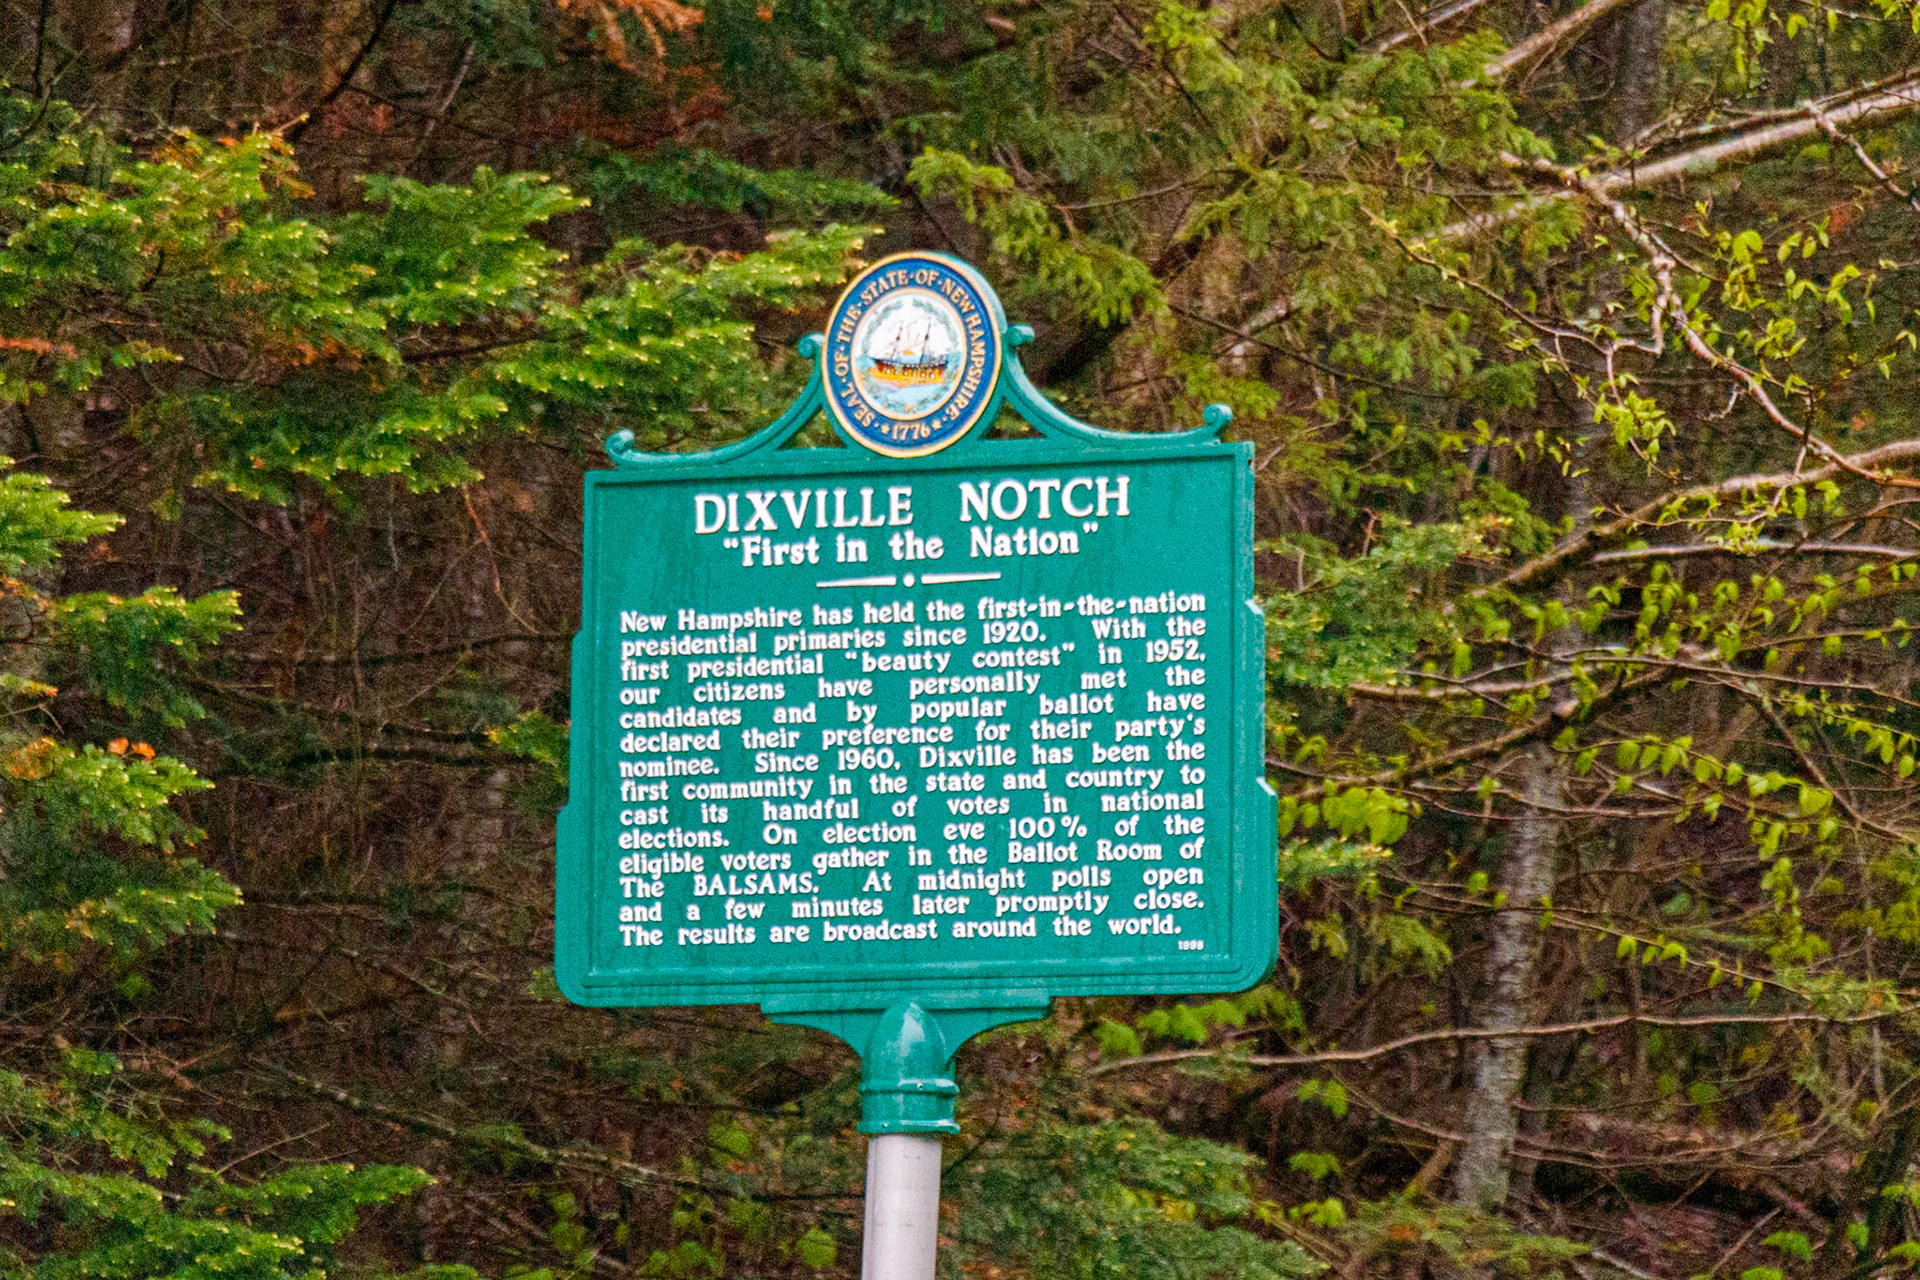 SEAL·OF·THE·STATE·OF·NEW HAMPSHIRE·
★1776★
DIXVILLE NOTCH
"First in the Nation"
New Hampshire has held the first-in-the-nation
presidential primaries since 1920. With the
first presidential "beauty contest" in 1952,
our citizens have personally met the
candidates and by popular ballot have
declared their preference for their party's
nominee. Since 1960, Dixville has been the
first community in the state and country to
cast its handful of votes in national
elections. On election eve 100% of the
eligible voters gather in the Ballot Room of
The BALSAMS. At midnight polls open
and a few minutes later promptly close.
The results are broadcast around the world.
1998